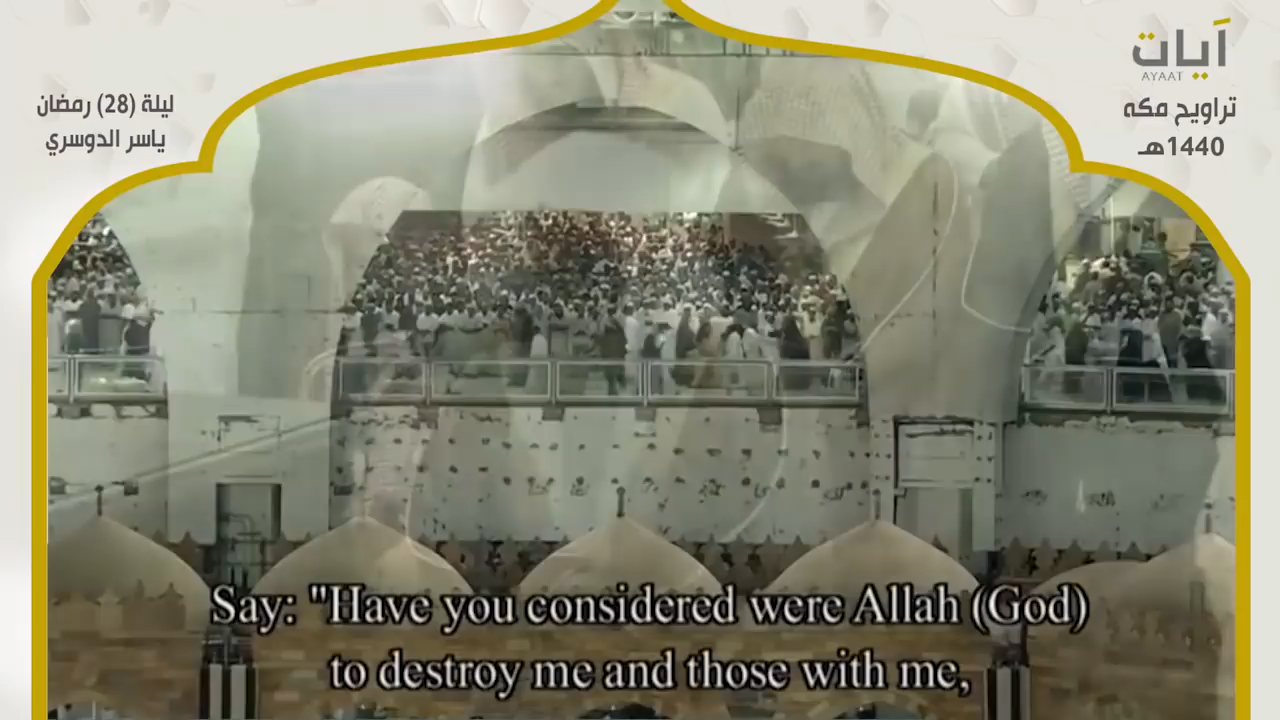 آيات
AYAAT
تراويح مكه
1440هـ
ليلة (28) رمضان
ياسر الدوسري
Say: "Have you considered were Allah (God)
to destroy me and those with me,